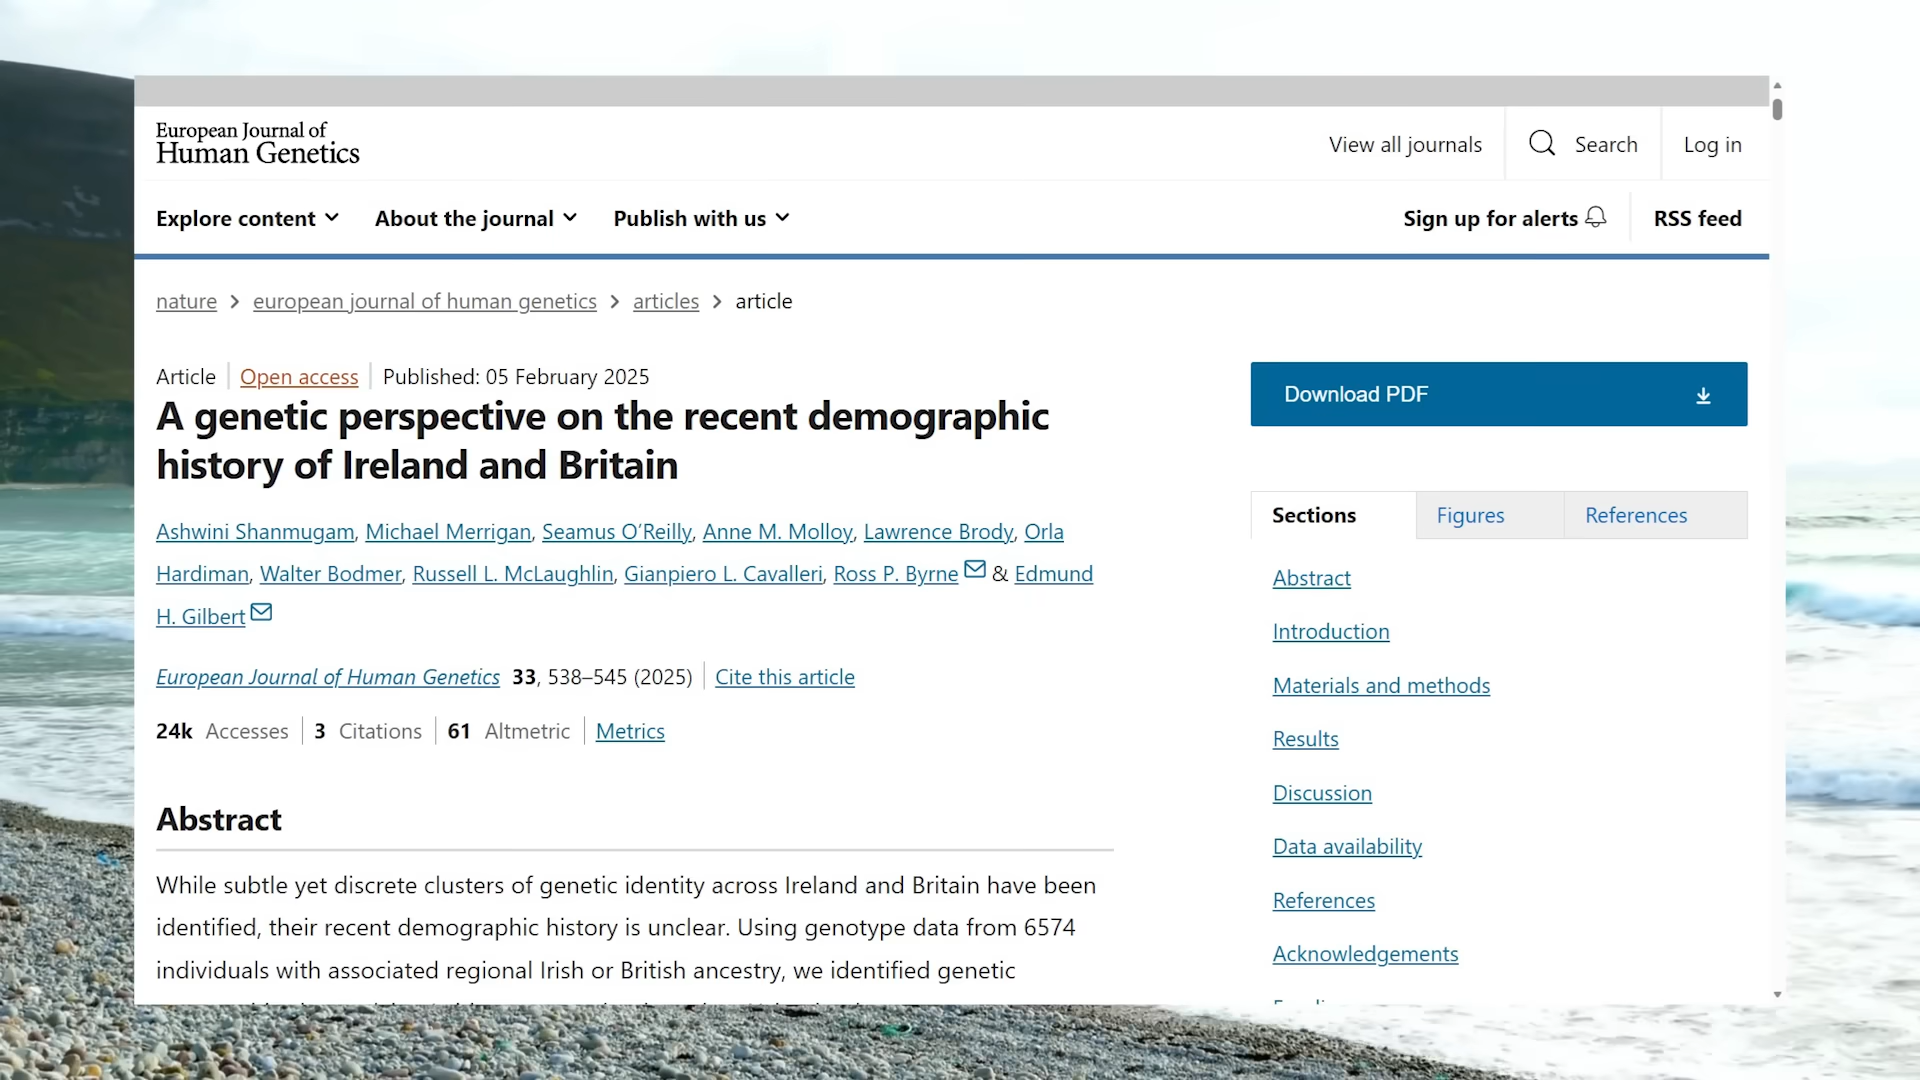 European Journal of
Human Genetics
View all journals
Search
Log in
Explore content
About the journal
Publish with us
Sign up for alerts
RSS feed
nature > european journal of human genetics > articles > article
Article
Open access
Published: 05 February 2025
A genetic perspective on the recent demographic
history of Ireland and Britain
Ashwini Shanmugam, Michael Merrigan, Seamus O'Reilly, Anne M. Molloy, Lawrence Brody, Orla
Hardiman, Walter Bodmer, Russell L. McLaughlin, Gianpiero L. Cavalleri, Ross P. Byrne & Edmund
H. Gilbert
European Journal of Human Genetics 33, 538–545 (2025)
Cite this article
24k Accesses
3 Citations
61 Altmetric
Metrics
Abstract
While subtle yet discrete clusters of genetic identity across Ireland and Britain have been
identified, their recent demographic history is unclear. Using genotype data from 6574
individuals with associated regional Irish or British ancestry, we identified genetic
Download PDF
Sections
Figures
References
Abstract
Introduction
Materials and methods
Results
Discussion
Data availability
References
Acknowledgements